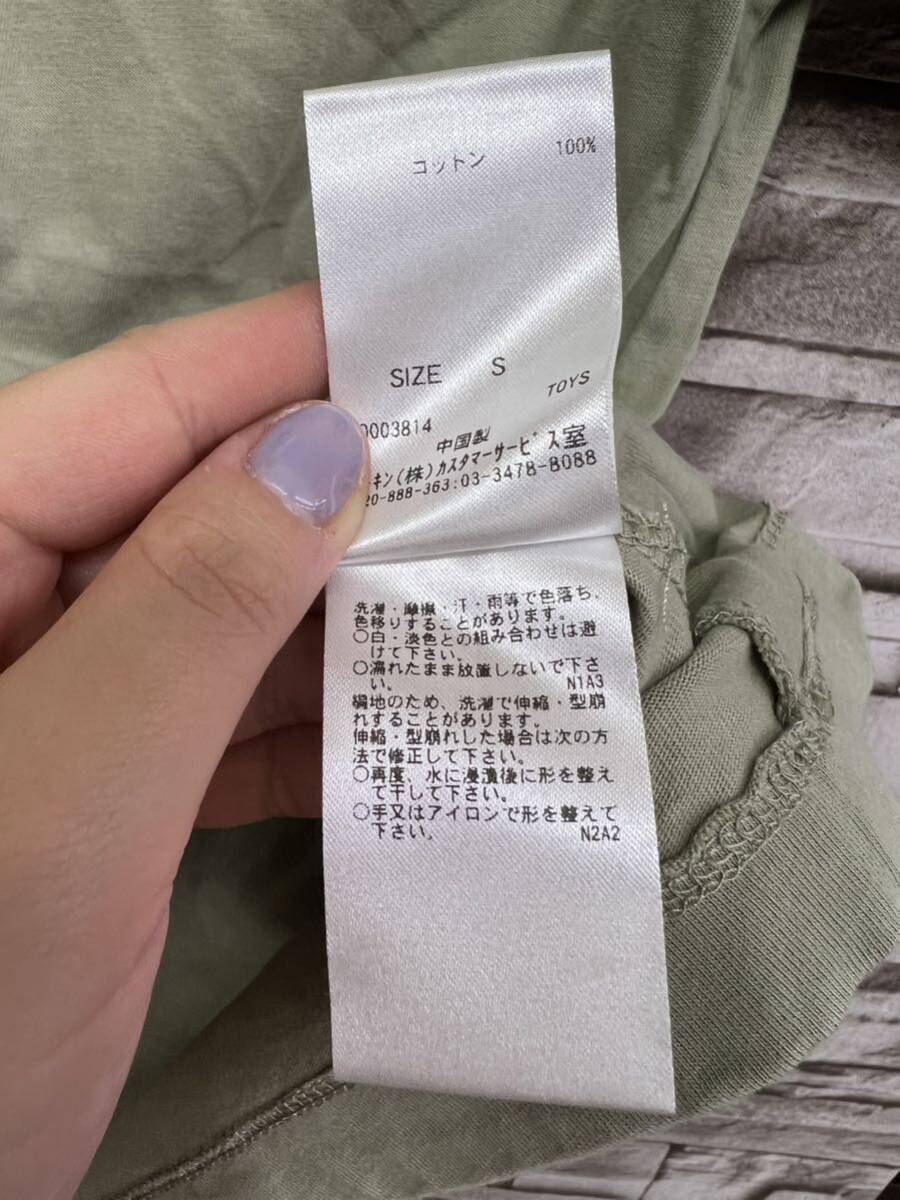 コットン 100%
SIZE S
TOYS
0003814
中国製
キン(株)カスタマーサービス室
20-888-363:03-3478-8088
洗濯・摩擦・汗・雨等で色落ち、
色移りすることがあります。
○白・淡色との組み合わせは避
けて下さい。
○濡れたまま放置しないで下さ
い。 N1A3
編地のため、洗濯で伸縮・型崩
れすることがあります。
伸縮・型崩れした場合は次の方
法で修正して下さい。
○再度、水に浸漬後に形を整え
て干して下さい。
○手又はアイロンで形を整えて
下さい。 N2A2